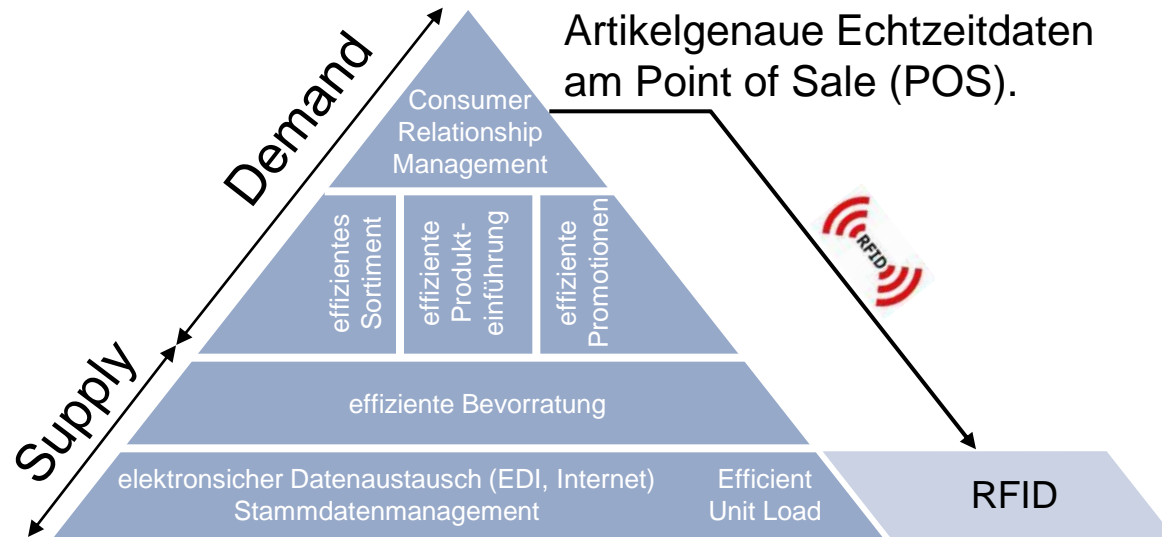 Artikelgenaue Echtzeitdaten
am Point of Sale (POS).
Demand
Supply
Consumer
Relationship
Management
effizientes
Sortiment
effiziente
Produkt-
einführung
effiziente
Promotionen
RFID
effiziente Bevorratung
elektronsicher Datenaustausch (EDI, Internet)
Stammdatenmanagement
Efficient
Unit Load
RFID